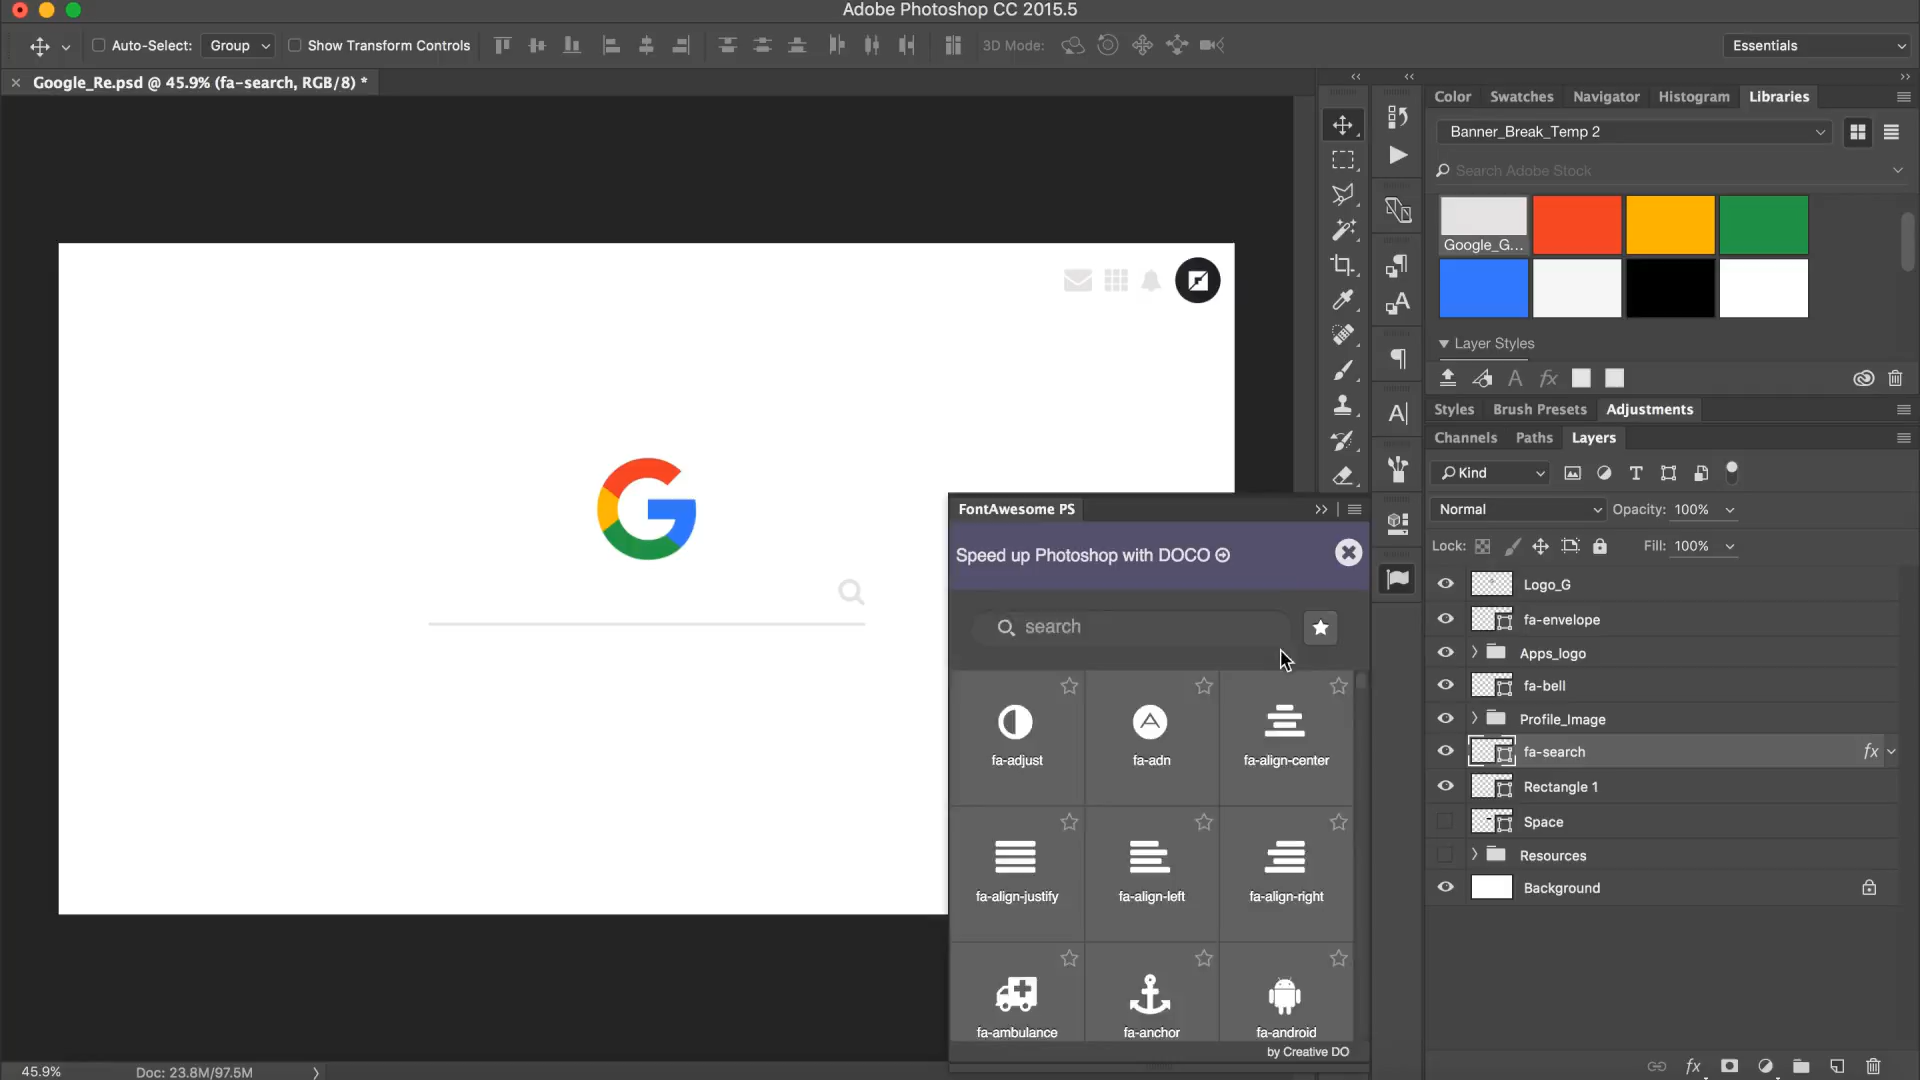 Adobe Photoshop CC 2015.5
Auto-Select: Group Show Transform Controls 3D Mode: Essentials
Google_Re.psd @ 45.9% (fa-search, RGB/8) *
Color Swatches Navigator Histogram Libraries
Banner_Break_Temp 2
Search Adobe Stock
Google_G...
Layer Styles
Styles Brush Presets Adjustments
Channels Paths Layers
Kind
Normal Opacity: 100%
Lock: Fill: 100%
Logo_G
fa-envelope
Apps_logo
fa-bell
Profile_Image
fa-search fx
Rectangle 1
Space
Resources
Background
FontAwesome PS
Speed up Photoshop with DOCO
search
fa-adjust fa-adn fa-align-center
fa-align-justify fa-align-left fa-align-right
fa-ambulance fa-anchor fa-android
by Creative DO
45.9% Doc: 23.8M/97.5M